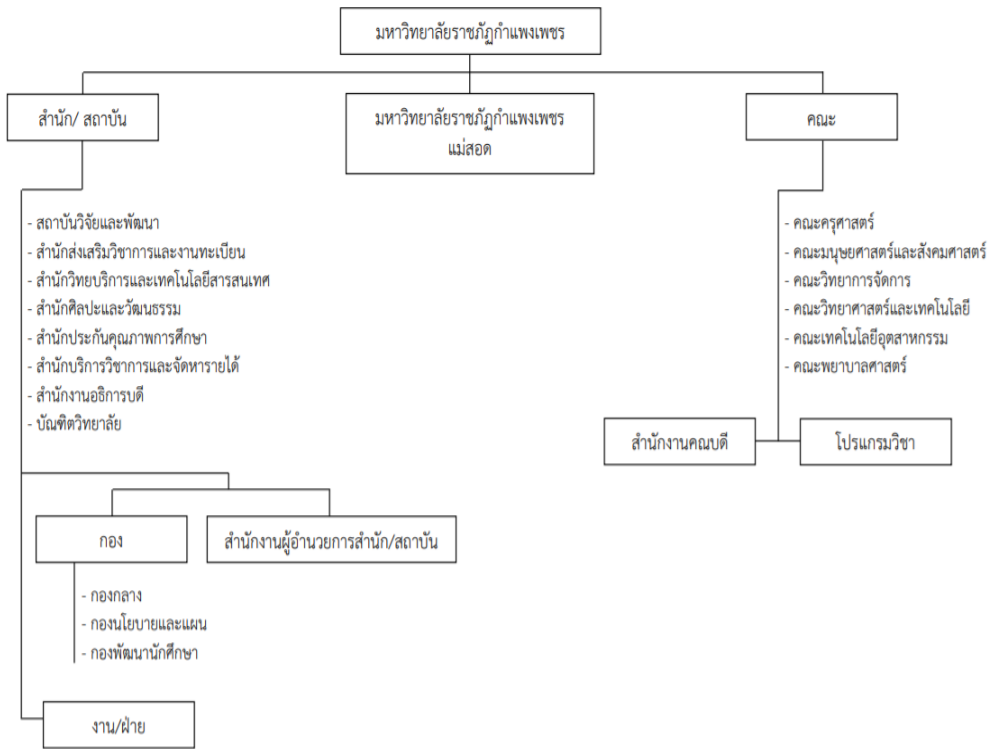 มหาวิทยาลัยราชภัฏกำแพงเพชร
สำนัก/ สถาบัน
มหาวิทยาลัยราชภัฏกำแพงเพชร
แม่สอด
คณะ
- สถาบันวิจัยและพัฒนา
- สำนักส่งเสริมวิชาการและงานทะเบียน
- สำนักวิทยบริการและเทคโนโลยีสารสนเทศ
- สำนักศิลปะและวัฒนธรรม
- สำนักประกันคุณภาพการศึกษา
- สำนักบริการวิชาการและจัดหารายได้
- สำนักงานอธิการบดี
- บัณฑิตวิทยาลัย
- คณะครุศาสตร์
- คณะมนุษยศาสตร์และสังคมศาสตร์
- คณะวิทยาการจัดการ
- คณะวิทยาศาสตร์และเทคโนโลยี
- คณะเทคโนโลยีอุตสาหกรรม
- คณะพยาบาลศาสตร์
สำนักงานคณบดี
โปรแกรมวิชา
กอง
สำนักงานผู้อำนวยการสำนัก/สถาบัน
- กองกลาง
- กองนโยบายและแผน
- กองพัฒนานักศึกษา
งาน/ฝ่าย